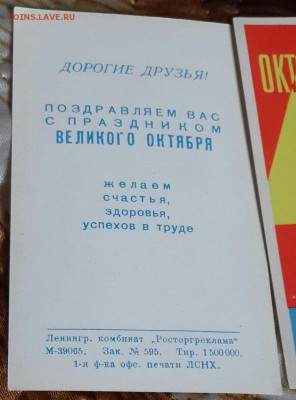 COINS.LAVE.RU
ДОРОГИЕ ДРУЗЬЯ!
ПОЗДРАВЛЯЕМ ВАС
С ПРАЗДНИКОМ
ВЕЛИКОГО ОКТЯБРЯ
желаем
счастья,
здоровья,
успехов в труде
Ленингр. комбинат „Росторгреклама"
М-39065. Зак. № 595. Тир. 1 500 000.
1-я ф-ка офс. печати ЛСНХ.
ОКТ